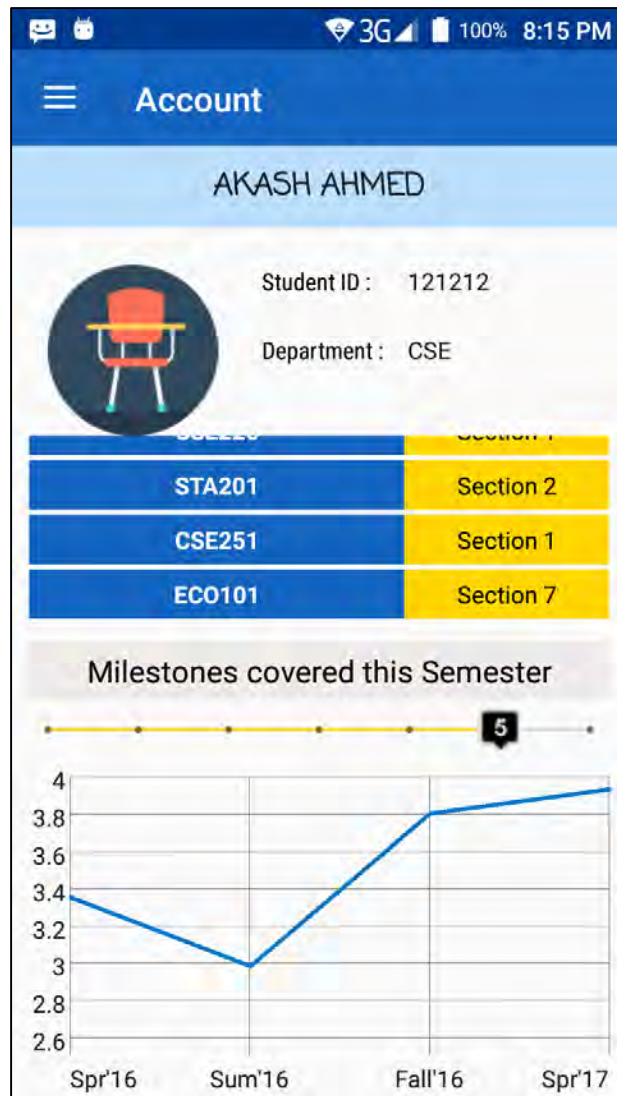 3G 100% 8:15 PM
Account
AKASH AHMED
Student ID : 121212
Department : CSE
STA201 Section 2
CSE251 Section 1
ECO101 Section 7
Milestones covered this Semester
5
4
3.8
3.6
3.4
3.2
3
2.8
2.6
Spr'16 Sum'16 Fall'16 Spr'17